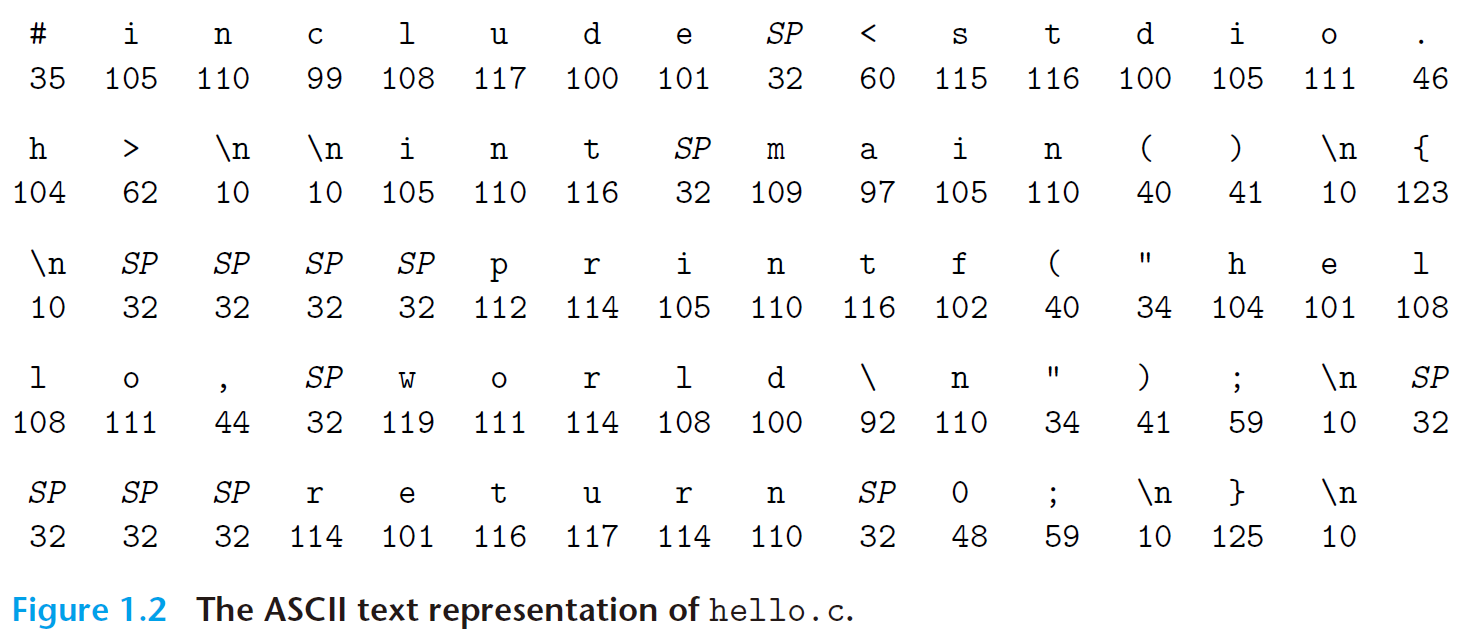 # i n c l u d e SP < s t d i o .
35 105 110 99 108 117 100 101 32 60 115 116 100 105 111 46
h > \n \n i n t SP m a i n ( ) \n {
104 62 10 10 105 110 116 32 109 97 105 110 40 41 10 123
\n SP SP SP SP p r i n t f ( " h e l
10 32 32 32 32 112 114 105 110 116 102 40 34 104 101 108
l o , SP w o r l d \ n " ) ; \n SP
108 111 44 32 119 111 114 108 100 92 110 34 41 59 10 32
SP SP SP r e t u r n SP 0 ; \n } \n
32 32 32 114 101 116 117 114 110 32 48 59 10 125 10
Figure 1.2 The ASCII text representation of hello.c.